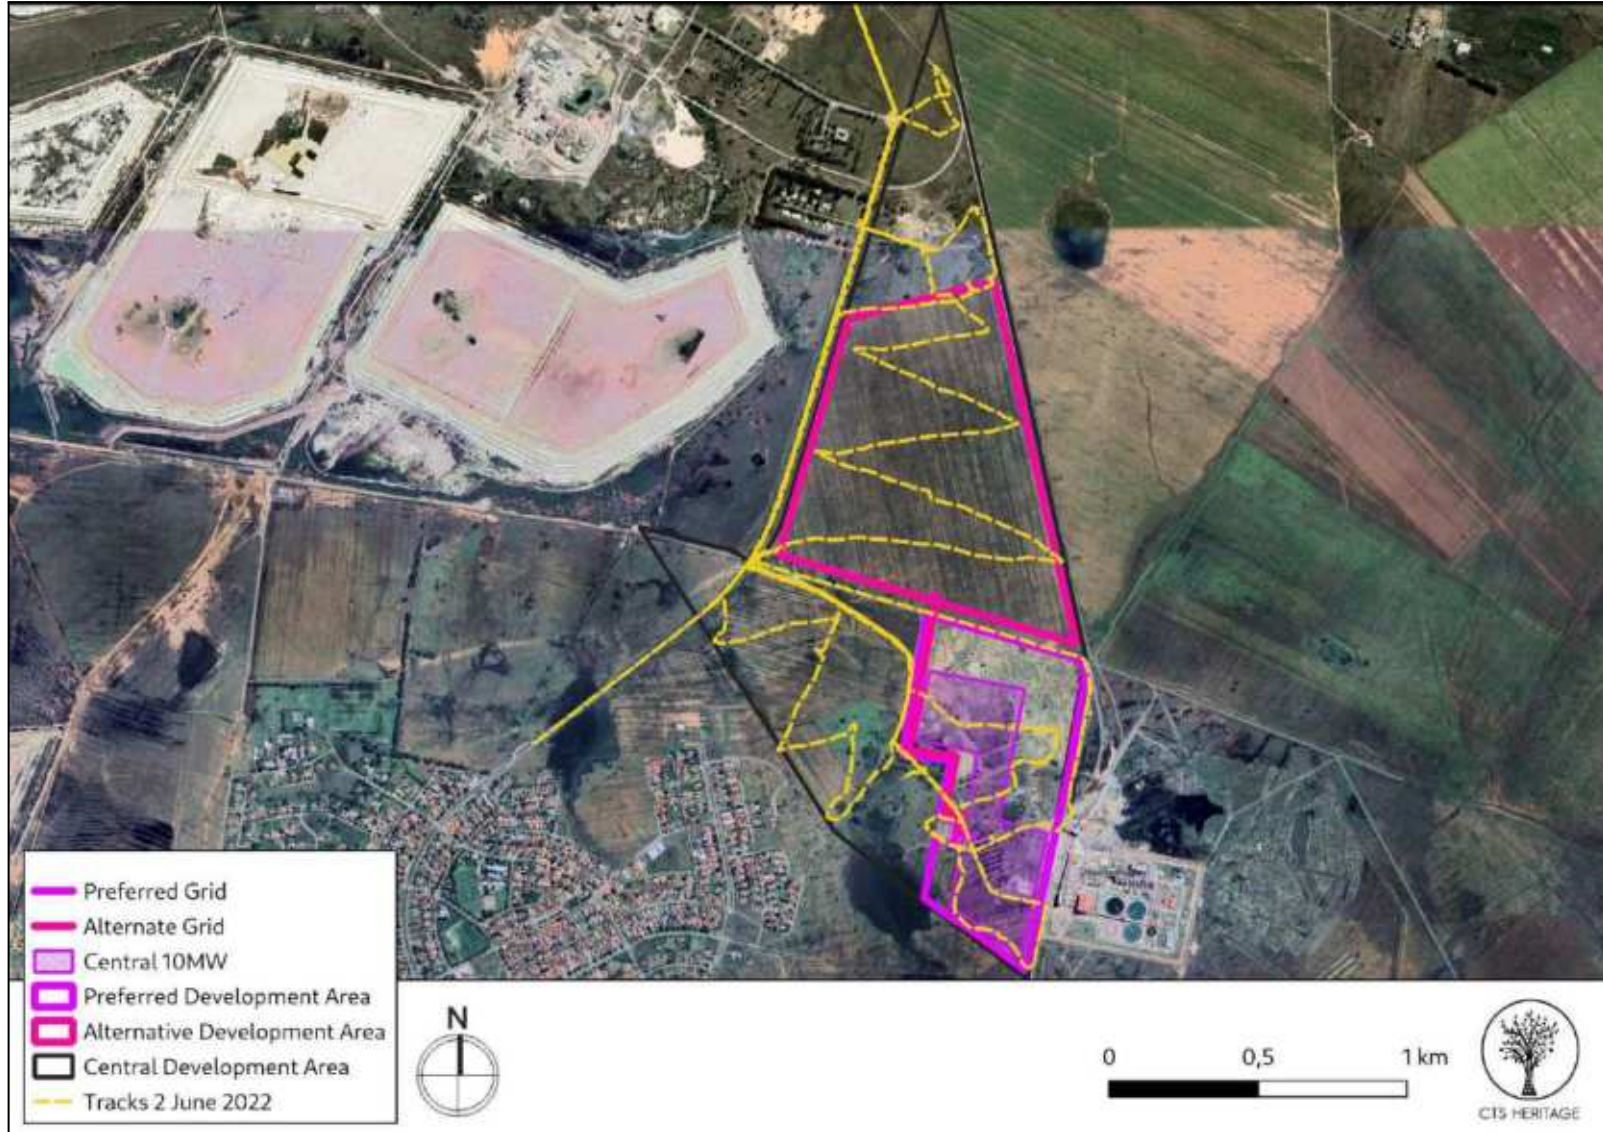 Preferred Grid
Alternate Grid
Central 10MW
Preferred Development Area
Alternative Development Area
Central Development Area
Tracks 2 June 2022
N
0 0,5 1 km
CTS HERITAGE